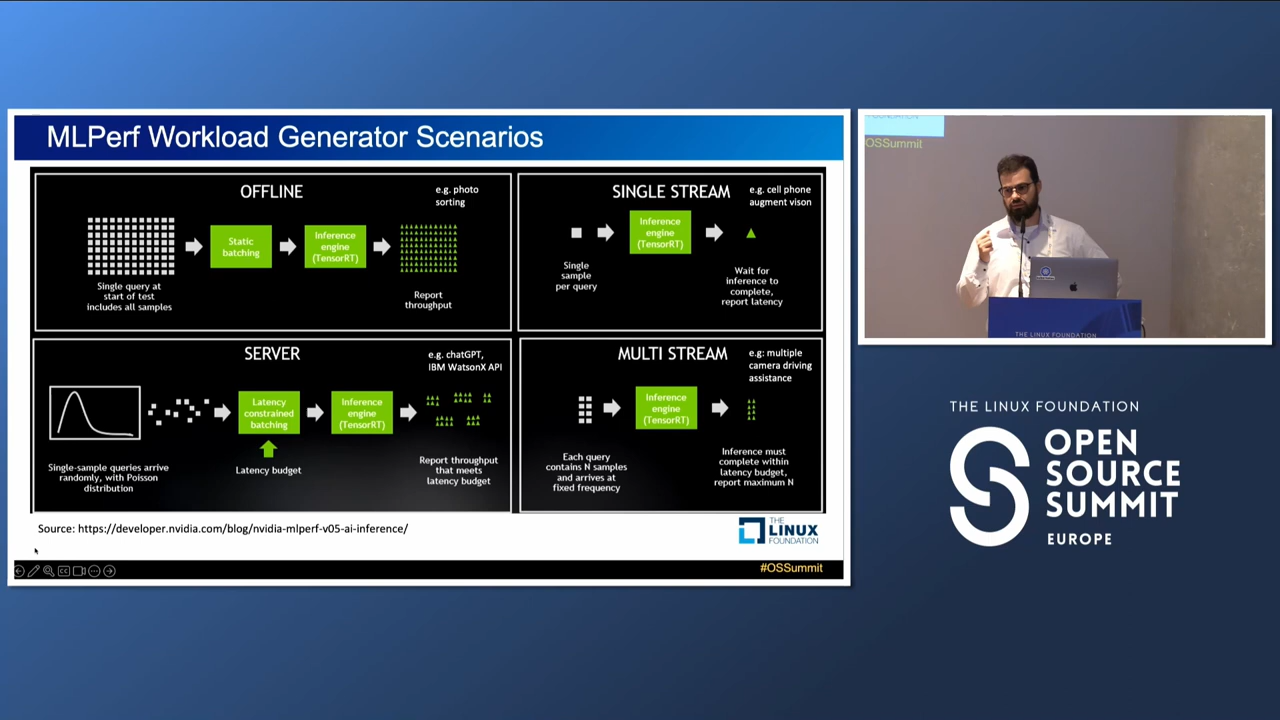 MLPerf Workload Generator Scenarios
OFFLINE
e.g. photo
sorting
Static
batching
Inference
engine
(TensorRT)
Single query at
start of test
includes all samples
Report
throughput
SINGLE STREAM
e.g. cell phone
augment vison
Inference
engine
(TensorRT)
Single
sample
per query
Wait for
inference to
complete,
report latency
SERVER
e.g. chatGPT,
IBM WatsonX API
Latency
constrained
batching
Inference
engine
(TensorRT)
Single-sample queries arrive
randomly, with Poisson
distribution
Latency budget
Report throughput
that meets
latency budget
MULTI STREAM
e.g: multiple
camera driving
assistance
Inference
engine
(TensorRT)
Each query
contains N samples
and arrives at
fixed frequency
Inference must
complete within
latency budget,
report maximum N
Source: https://developer.nvidia.com/blog/nvidia-mlperf-v05-ai-inference/
THE
LINUX
FOUNDATION
CC
#OSSummit
OSSummit
THE LINUX FOUNDATION
THE LINUX FOUNDATION
OPEN
SOURCE
SUMMIT
EUROPE